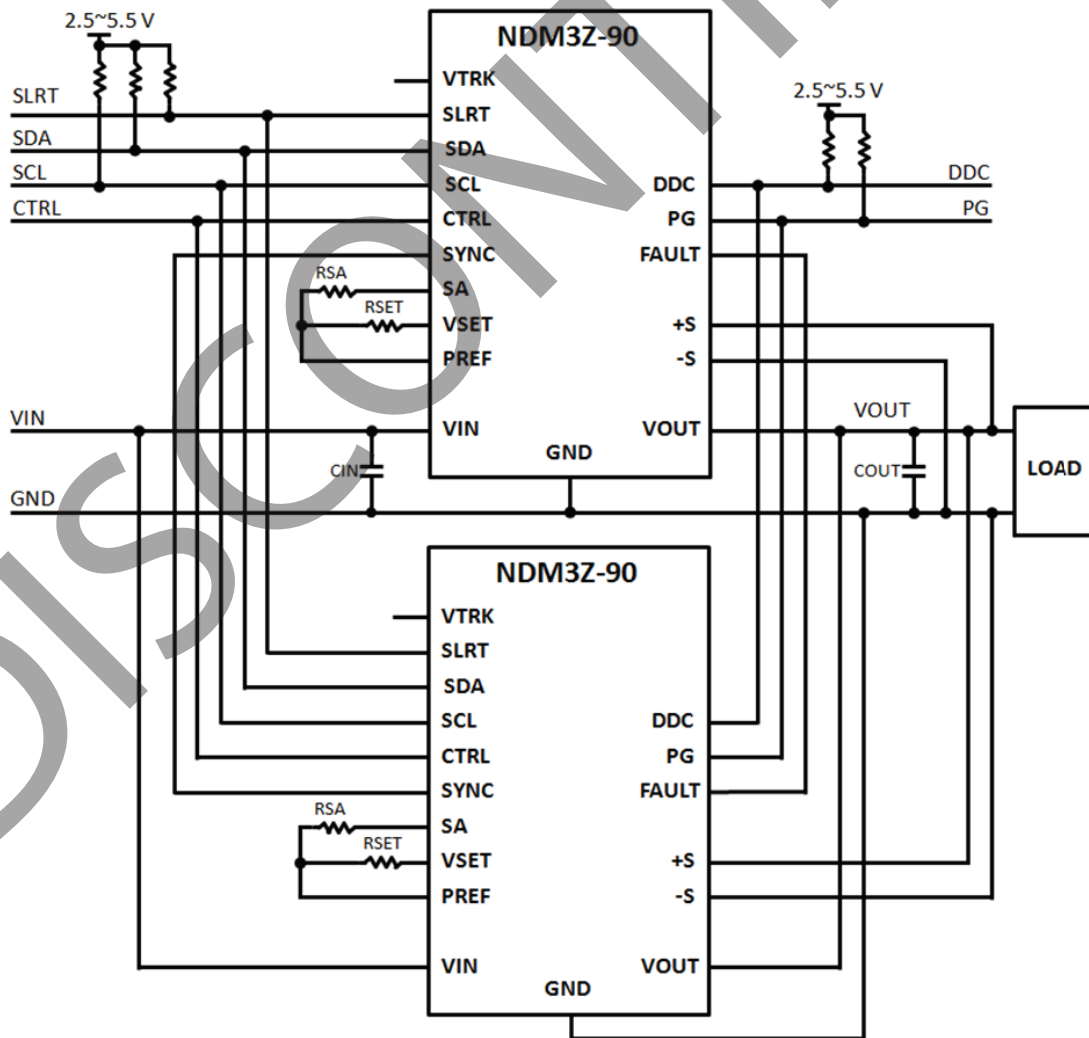 2.5~5.5 V
NDM3Z-90
VTRK
SLRT
SLRT
SDA
SDA
SCL
SCL
CTRL
CTRL
SYNC
RSA
SA
RSET
VSET
PREF
VIN
VIN
CIN
GND
GND
2.5~5.5 V
DDC
DDC
PG
PG
FAULT
+S
-S
VOUT
VOUT
COUT
LOAD
NDM3Z-90
VTRK
SLRT
SDA
SCL
CTRL
SYNC
RSA
SA
RSET
VSET
PREF
VIN
GND
DDC
PG
FAULT
+S
-S
VOUT
DISCONTI